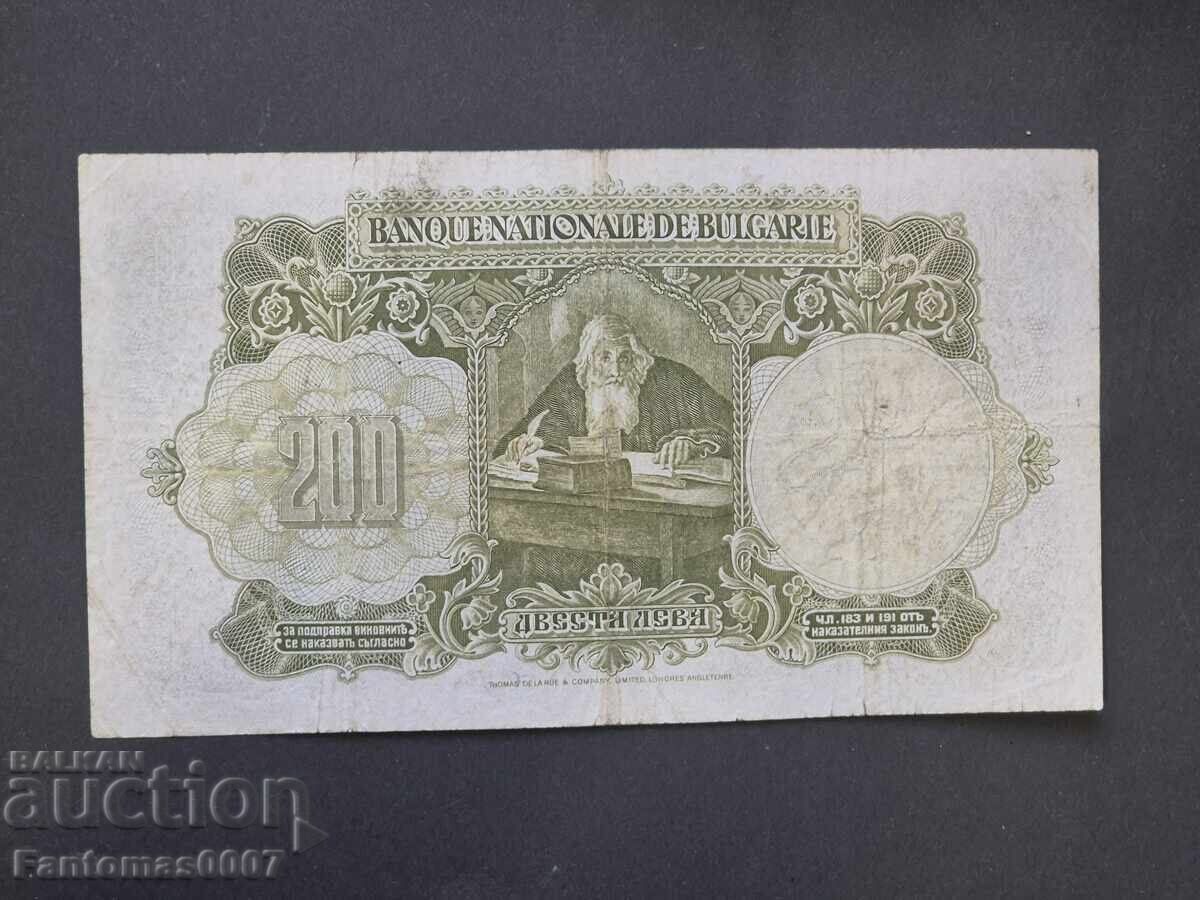 BANQUE NATIONALE DE BULGARIE
200
ДВЕСТА ЛЕВА
ЗА ПОДПРАВКА ВИНОВНИТѢ
СЕ НАКАЗВАТЪ СЪГЛАСНО
ЧЛ. 183 И 191 ОТЪ
НАКАЗАТЕЛНИЯ ЗАКОНЪ.
THOMAS DE LA RUE & COMPANY, LIMITED, LONDRES ANGLETERRE.
BALKAN
auction
Fantomas0007